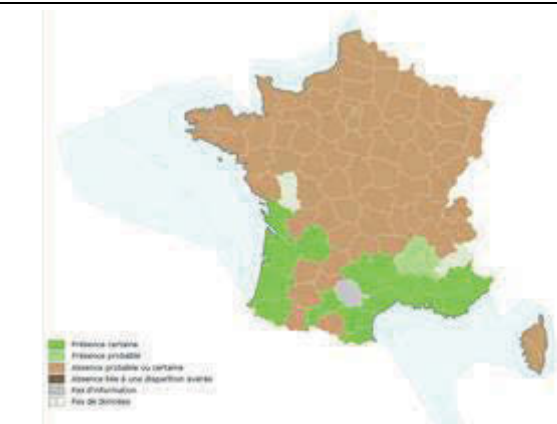 Présence certaine
Présence probable
Absence probable ou certaine
Absence liée à une disparition avérée
Pas d'information
Pas de données